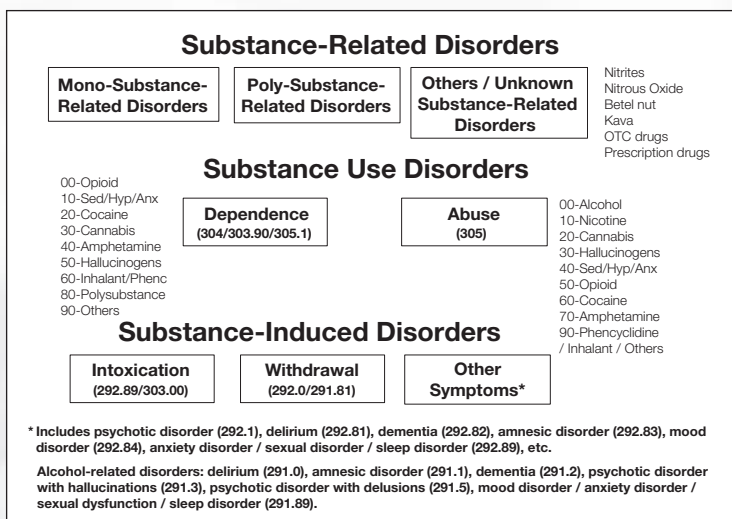 Substance-Related Disorders
Mono-Substance-
Related Disorders
Poly-Substance-
Related Disorders
Others / Unknown
Substance-Related
Disorders
Nitrites
Nitrous Oxide
Betel nut
Kava
OTC drugs
Prescription drugs
Substance Use Disorders
00-Opioid
10-Sed/Hyp/Anx
20-Cocaine
30-Cannabis
40-Amphetamine
50-Hallucinogens
60-Inhalant/Phenc
80-Polysubstance
90-Others
Dependence
(304/303.90/305.1)
Abuse
(305)
00-Alcohol
10-Nicotine
20-Cannabis
30-Hallucinogens
40-Sed/Hyp/Anx
50-Opioid
60-Cocaine
70-Amphetamine
90-Phencyclidine
/ Inhalant / Others
Substance-Induced Disorders
Intoxication
(292.89/303.00)
Withdrawal
(292.0/291.81)
Other
Symptoms*
* Includes psychotic disorder (292.1), delirium (292.81), dementia (292.82), amnesic disorder (292.83), mood
disorder (292.84), anxiety disorder / sexual disorder / sleep disorder (292.89), etc.
Alcohol-related disorders: delirium (291.0), amnesic disorder (291.1), dementia (291.2), psychotic disorder
with hallucinations (291.3), psychotic disorder with delusions (291.5), mood disorder / anxiety disorder /
sexual dysfunction / sleep disorder (291.89).